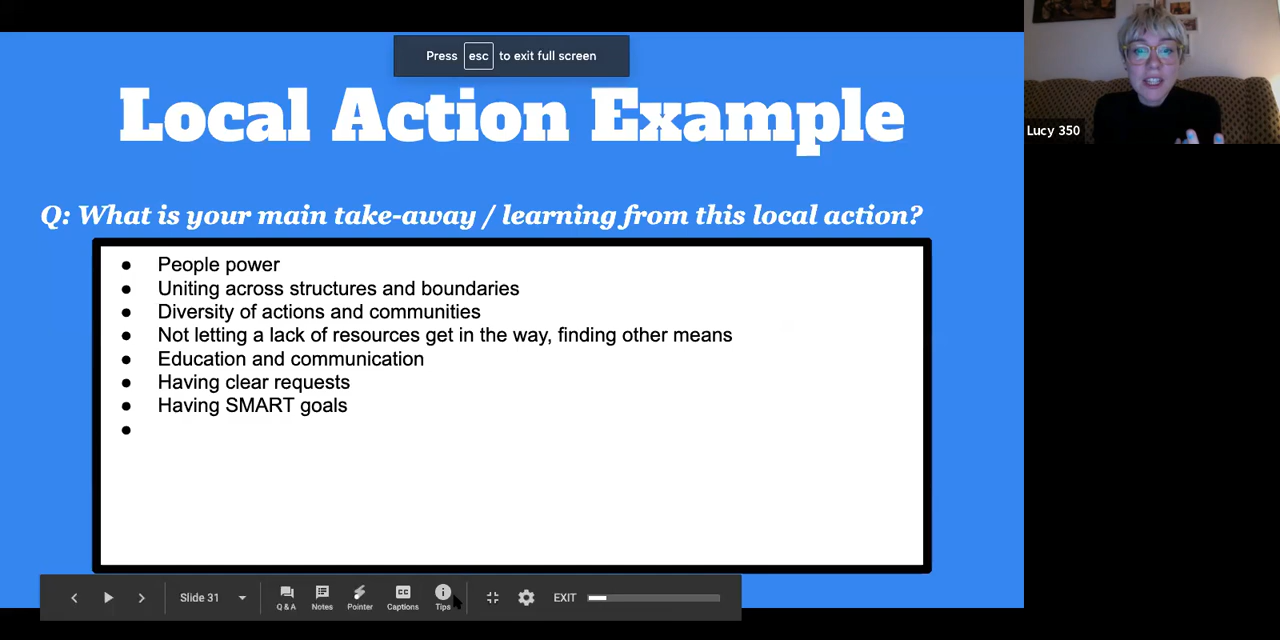 Press esc to exit full screen
Local Action Example
Lucy 350
Q: What is your main take-away / learning from this local action?
● People power
● Uniting across structures and boundaries
● Diversity of actions and communities
● Not letting a lack of resources get in the way, finding other means
● Education and communication
● Having clear requests
● Having SMART goals
●
Slide 31
Q & A
Notes
Pointer
CC
Captions
Tips
EXIT